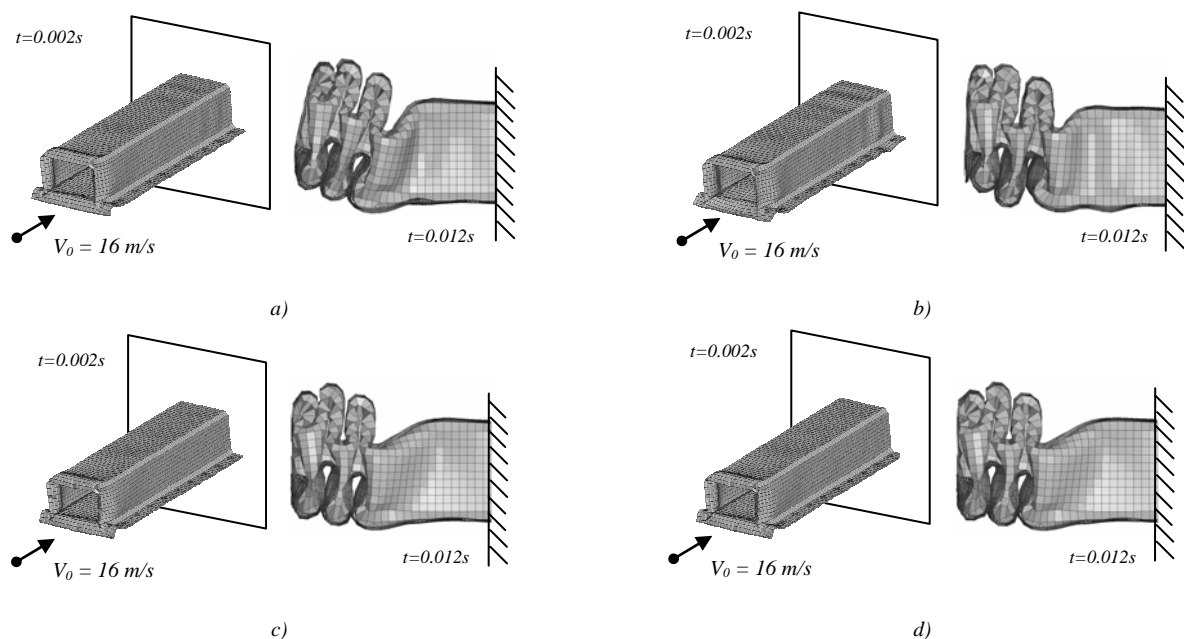 t=0.002s
V0 = 16 m/s
t=0.012s
a)
t=0.002s
V0 = 16 m/s
t=0.012s
b)
t=0.002s
V0 = 16 m/s
t=0.012s
c)
t=0.002s
V0 = 16 m/s
t=0.012s
d)